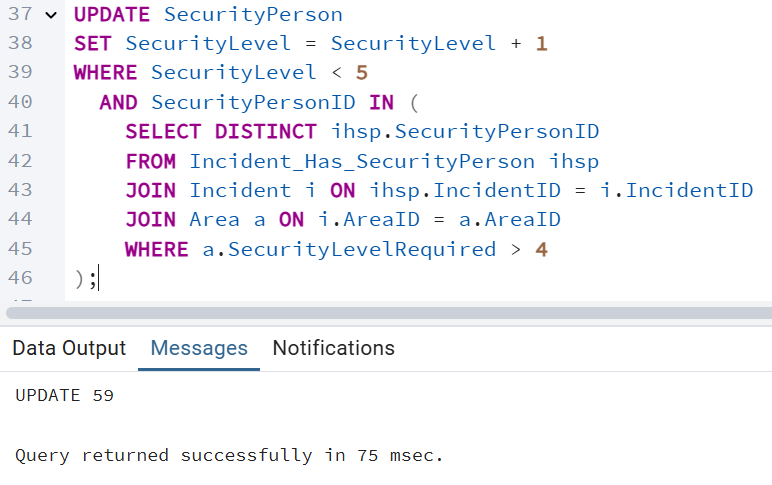 37 UPDATE SecurityPerson
38 SET SecurityLevel = SecurityLevel + 1
39 WHERE SecurityLevel < 5
40 AND SecurityPersonID IN (
41 SELECT DISTINCT ihsp.SecurityPersonID
42 FROM Incident_Has_SecurityPerson ihsp
43 JOIN Incident i ON ihsp.IncidentID = i.IncidentID
44 JOIN Area a ON i.AreaID = a.AreaID
45 WHERE a.SecurityLevelRequired > 4
46 );
Data Output Messages Notifications
UPDATE 59
Query returned successfully in 75 msec.